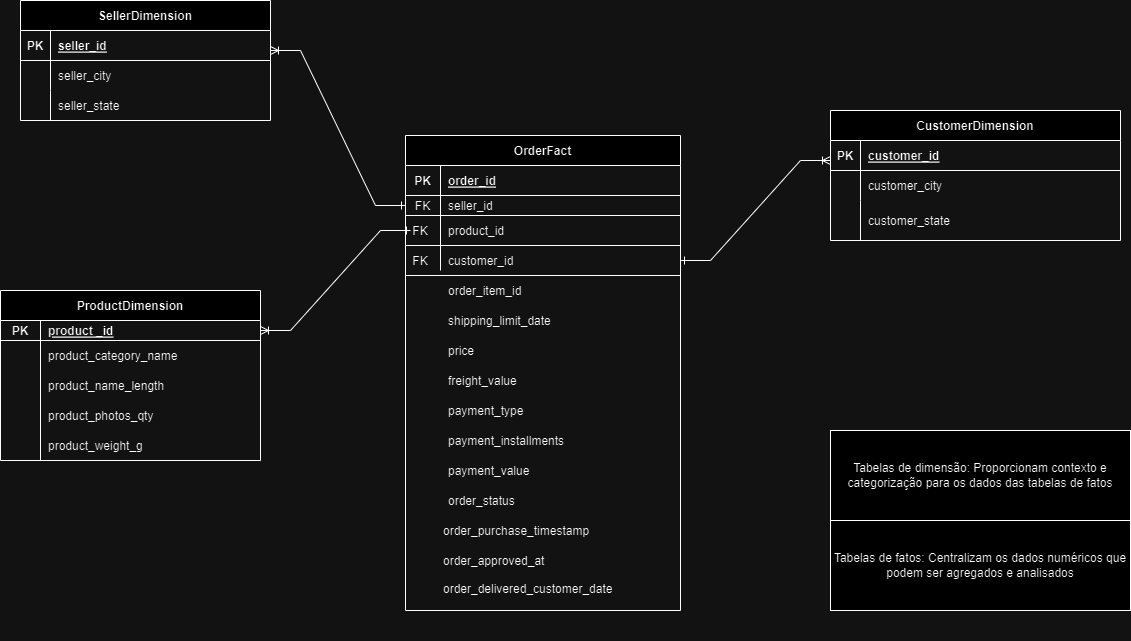 SellerDimension
PK seller_id
seller_city
seller_state
OrderFact
PK order_id
FK seller_id
FK product_id
FK customer_id
order_item_id
shipping_limit_date
price
freight_value
payment_type
payment_installments
payment_value
order_status
order_purchase_timestamp
order_approved_at
order_delivered_customer_date
CustomerDimension
PK customer_id
customer_city
customer_state
ProductDimension
PK product _id
product_category_name
product_name_length
product_photos_qty
product_weight_g
Tabelas de dimensão: Proporcionam contexto e
categorização para os dados das tabelas de fatos
Tabelas de fatos: Centralizam os dados numéricos que
podem ser agregados e analisados